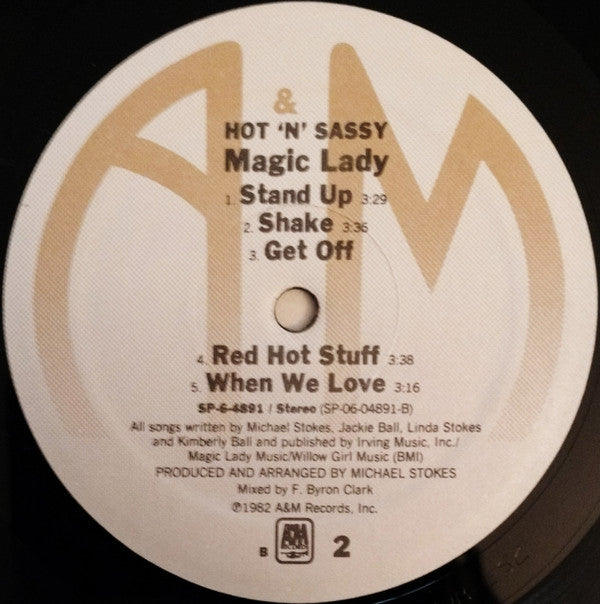 A&M
HOT 'N' SASSY
Magic Lady
1. Stand Up 3:29
2. Shake 3:36
3. Get Off
4. Red Hot Stuff 3:38
5. When We Love 3:16
SP-6-4891 / Stereo (SP-06-04891-B)
All songs written by Michael Stokes, Jackie Ball, Linda Stokes
and Kimberly Ball and published by Irving Music, Inc./
Magic Lady Music/Willow Girl Music (BMI)
PRODUCED AND ARRANGED BY MICHAEL STOKES
Mixed by F. Byron Clark
℗1982 A&M Records, Inc.
B A&M RECORDS 2